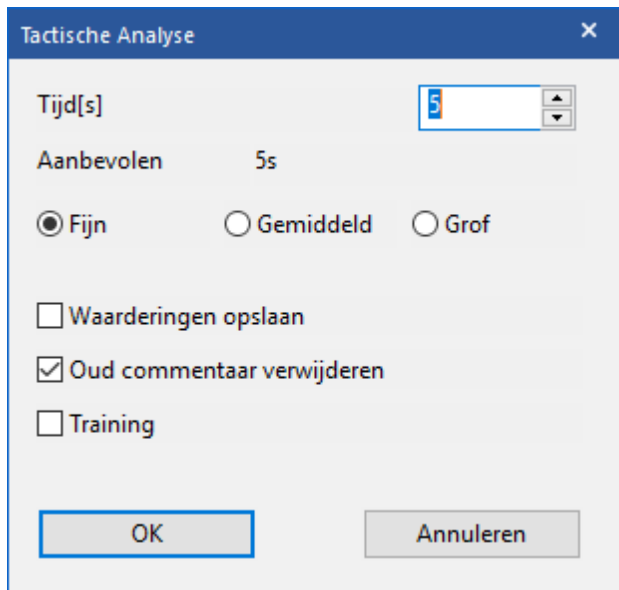 Tactische Analyse
Tijd[s] 5
Aanbevolen 5s
Fijn Gemiddeld Grof
Waarderingen opslaan
Oud commentaar verwijderen
Training
OK Annuleren